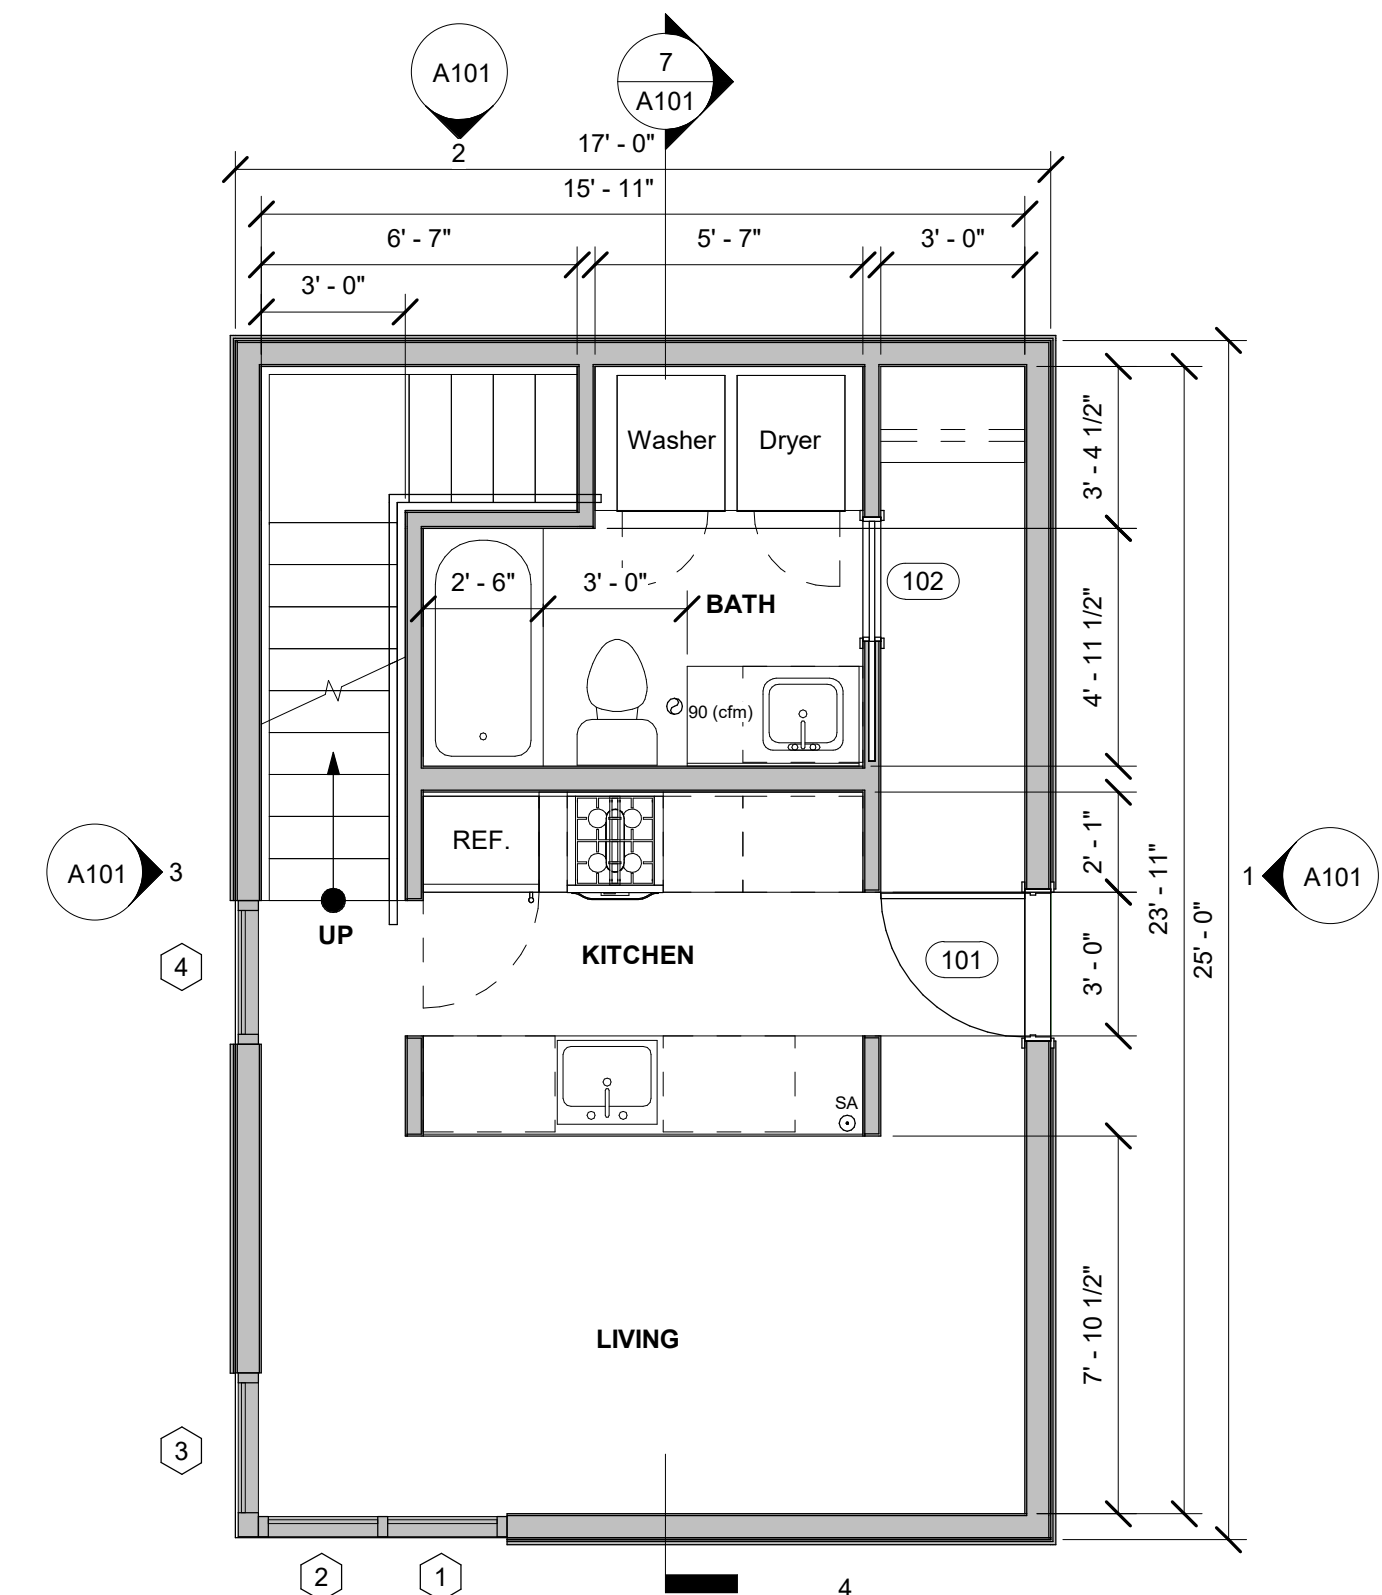 A101
2
7
A101
17' - 0"
15' - 11"
6' - 7"
5' - 7"
3' - 0"
3' - 0"
Washer
Dryer
3' - 4 1/2"
2' - 6"
3' - 0"
BATH
102
4' - 11 1/2"
90 (cfm)
REF.
2' - 1"
A101
3
1
A101
23' - 11"
25' - 0"
UP
KITCHEN
101
3' - 0"
4
SA
7' - 10 1/2"
LIVING
3
2
1
4